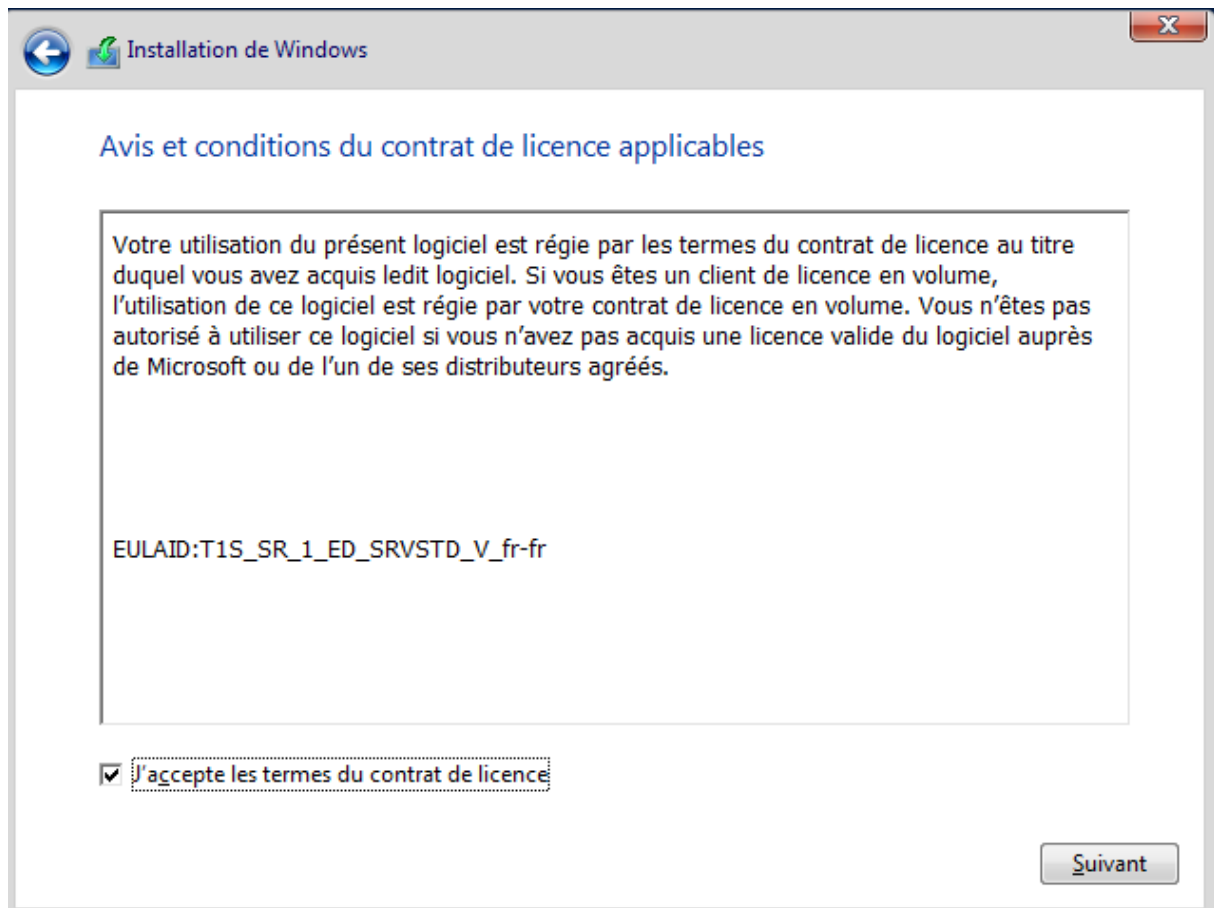 Installation de Windows
X
Avis et conditions du contrat de licence applicables
Votre utilisation du présent logiciel est régie par les termes du contrat de licence au titre
duquel vous avez acquis ledit logiciel. Si vous êtes un client de licence en volume,
l’utilisation de ce logiciel est régie par votre contrat de licence en volume. Vous n’êtes pas
autorisé à utiliser ce logiciel si vous n’avez pas acquis une licence valide du logiciel auprès
de Microsoft ou de l’un de ses distributeurs agréés.
EULAID:T1S_SR_1_ED_SRVSTD_V_fr-fr
J'accepte les termes du contrat de licence
Suivant